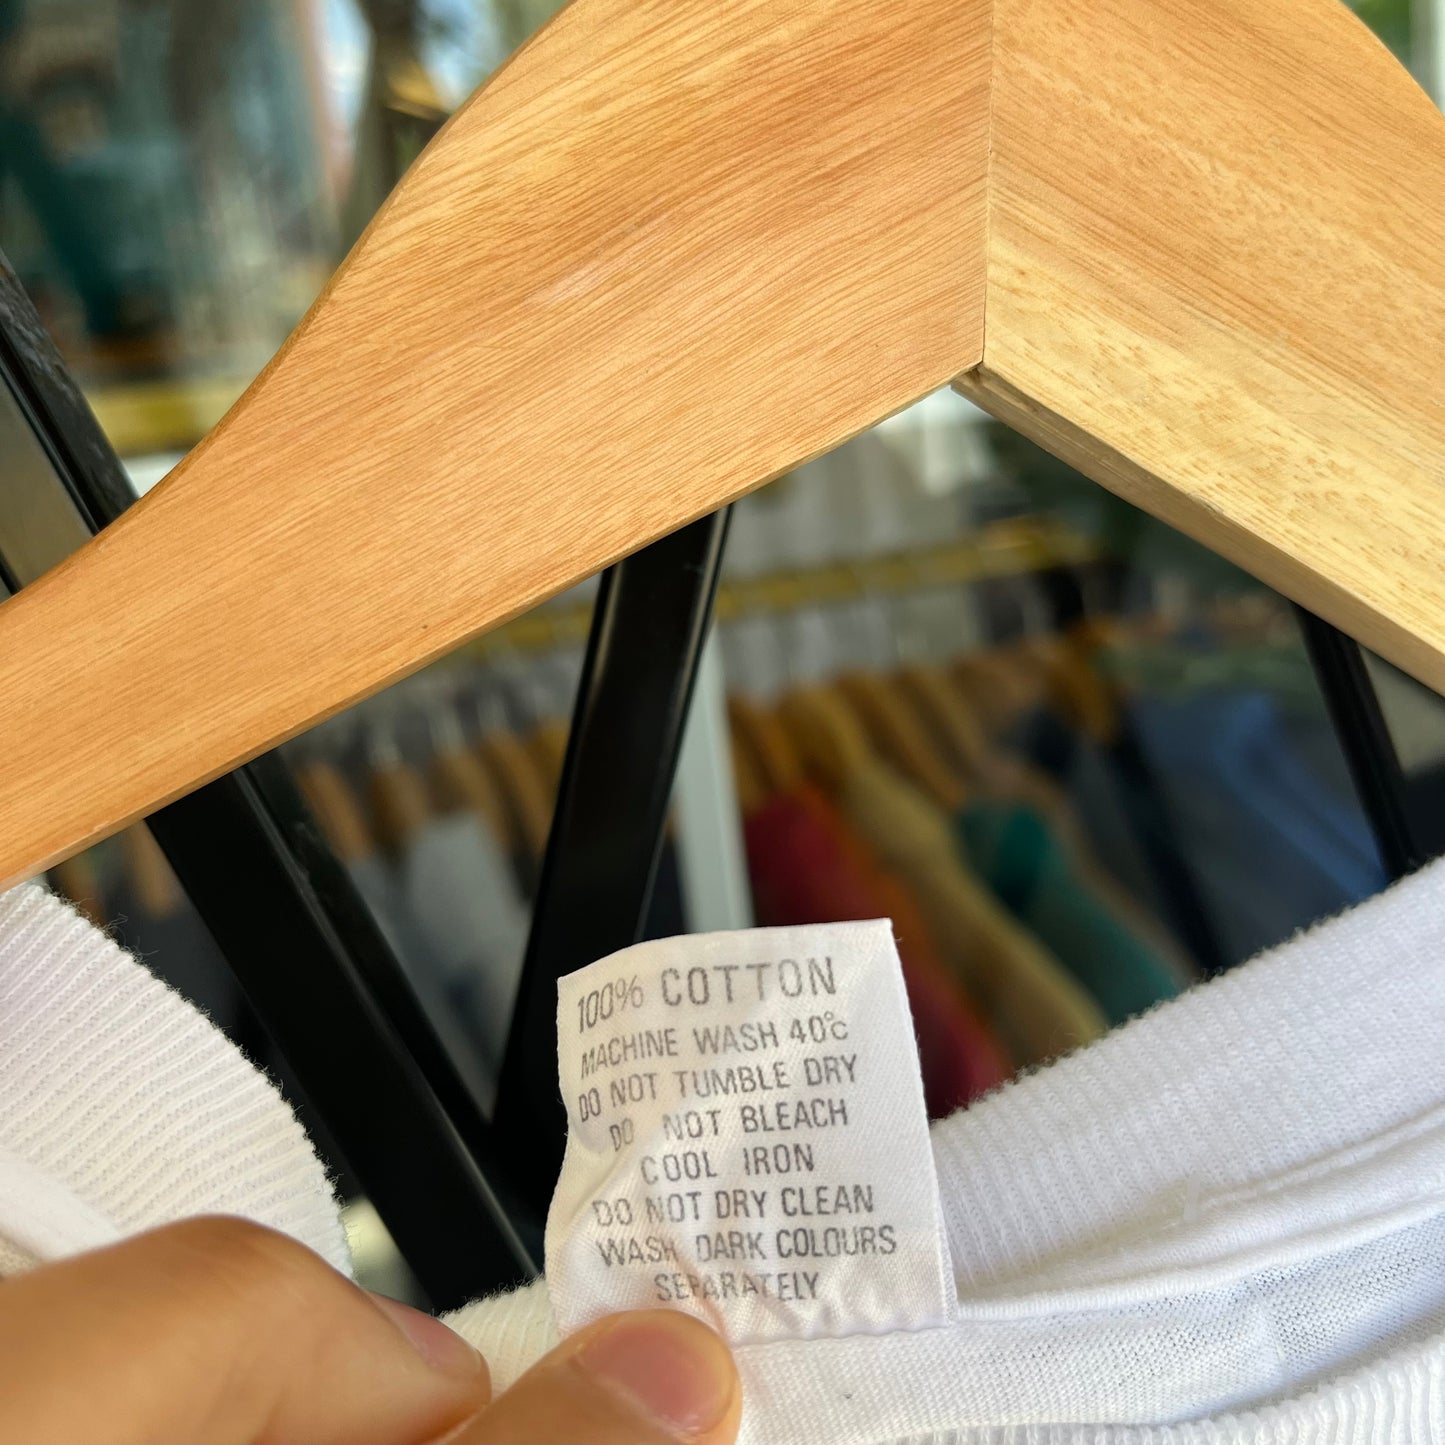 100% COTTON
MACHINE WASH 40°C
DO NOT TUMBLE DRY
DO NOT BLEACH
COOL IRON
DO NOT DRY CLEAN
WASH DARK COLOURS
SEPARATELY